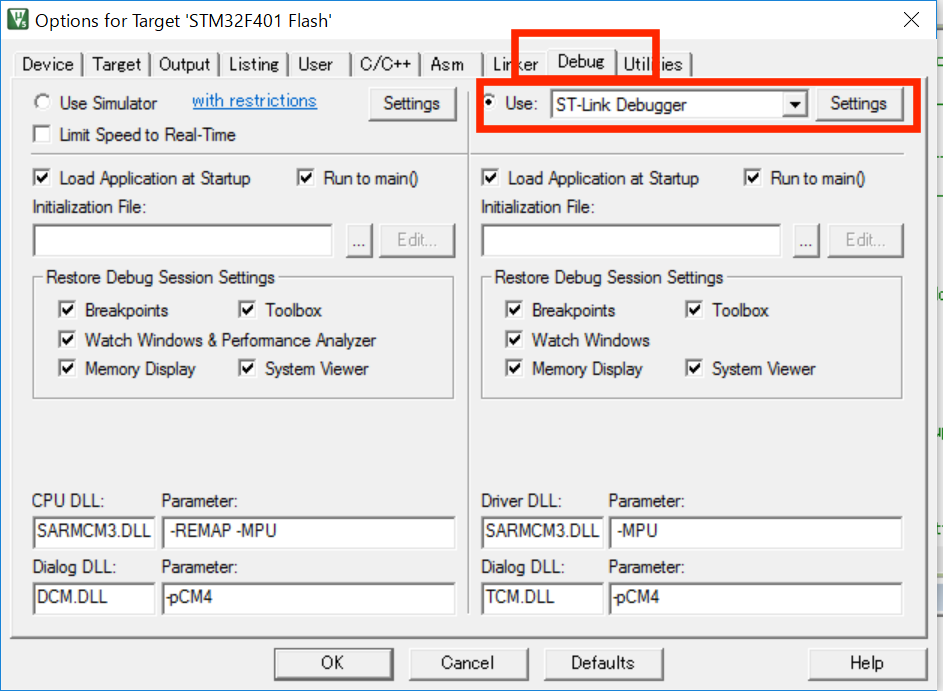 Options for Target 'STM32F401 Flash'
Device Target Output Listing User C/C++ Asm Linker Debug Utilities
Use Simulator with restrictions Settings Use: ST-Link Debugger Settings
Limit Speed to Real-Time
Load Application at Startup Run to main() Load Application at Startup Run to main()
Initialization File: Initialization File:
... Edit... ... Edit...
Restore Debug Session Settings Restore Debug Session Settings
Breakpoints Toolbox Breakpoints Toolbox
Watch Windows & Performance Analyzer Watch Windows
Memory Display System Viewer Memory Display System Viewer
CPU DLL: Parameter: Driver DLL: Parameter:
SARMCM3.DLL -REMAP -MPU SARMCM3.DLL -MPU
Dialog DLL: Parameter: Dialog DLL: Parameter:
DCM.DLL -pCM4 TCM.DLL -pCM4
OK Cancel Defaults Help